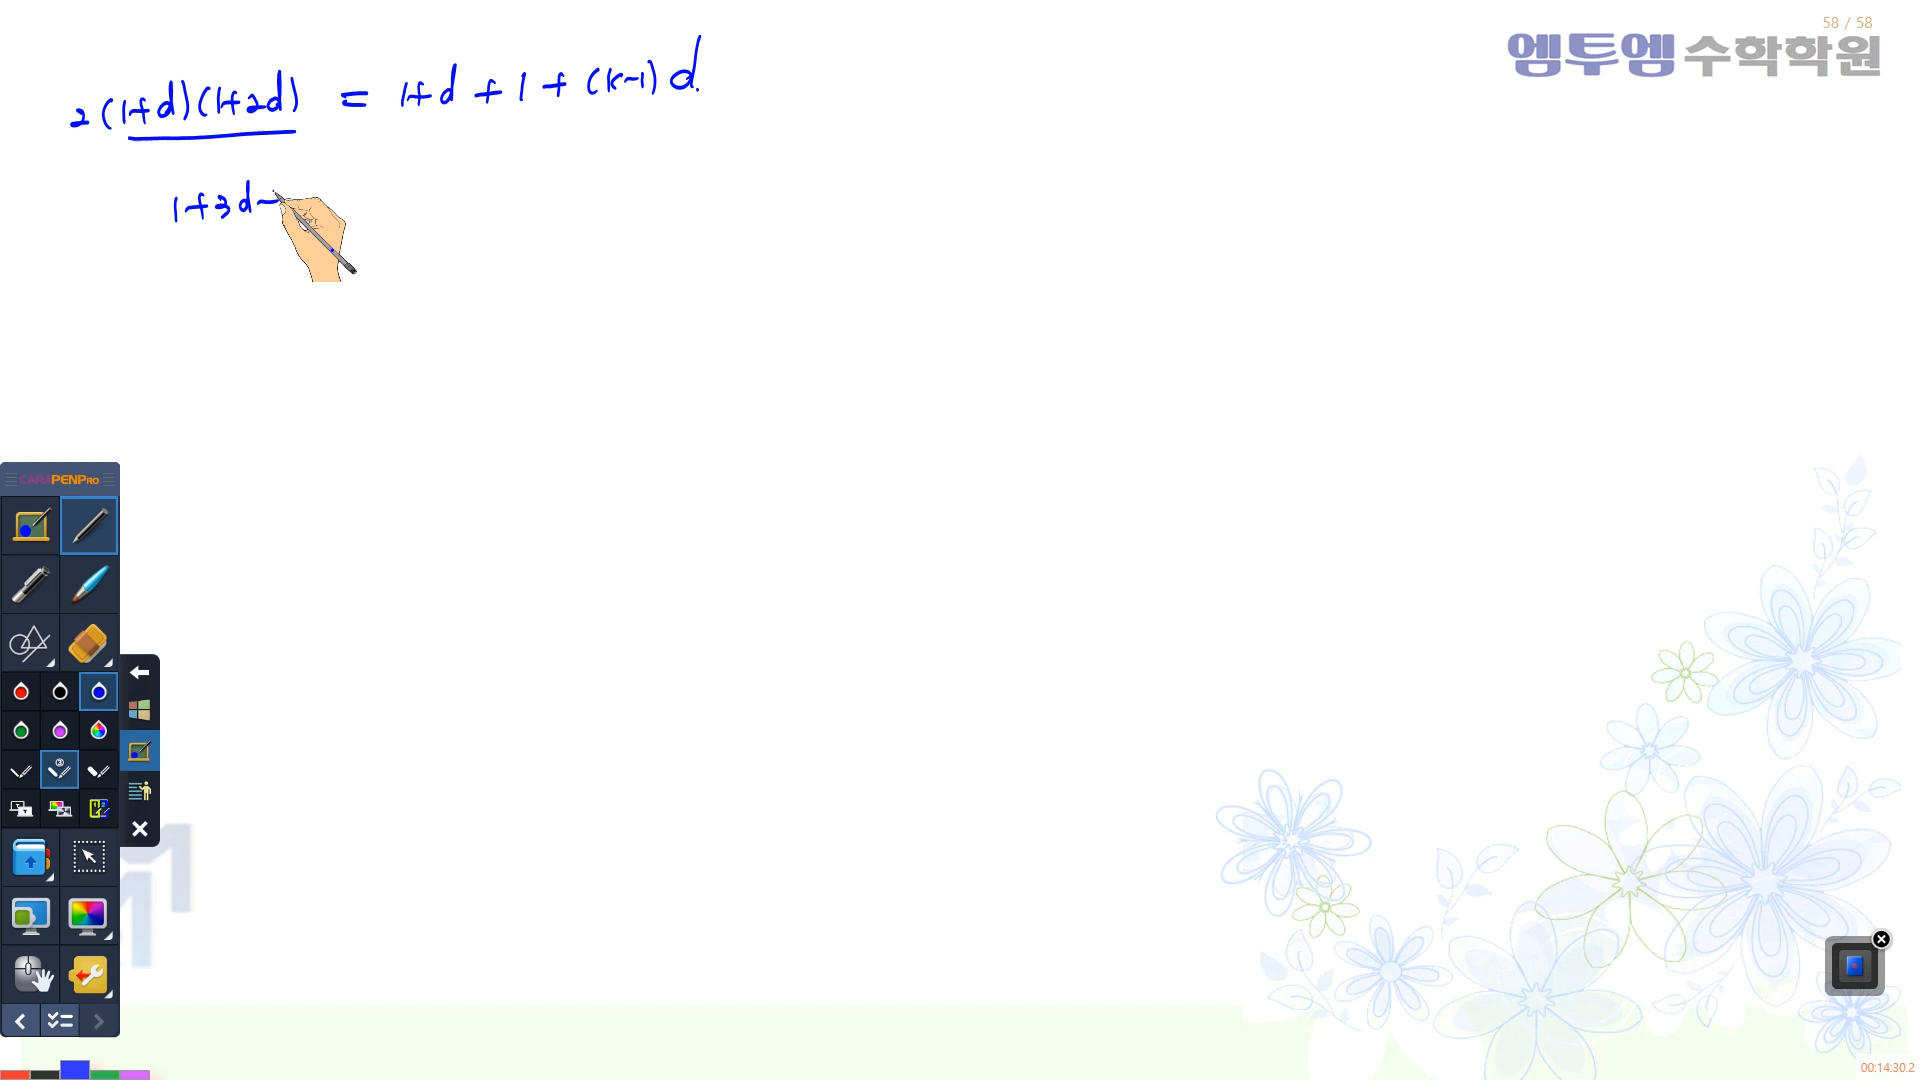 58 / 58
엠투엠 수학학원
2(1+d)(1+2d) = 1+d+1+(k-1)d
1+3d
CARAPENPRO
00:14:30.2